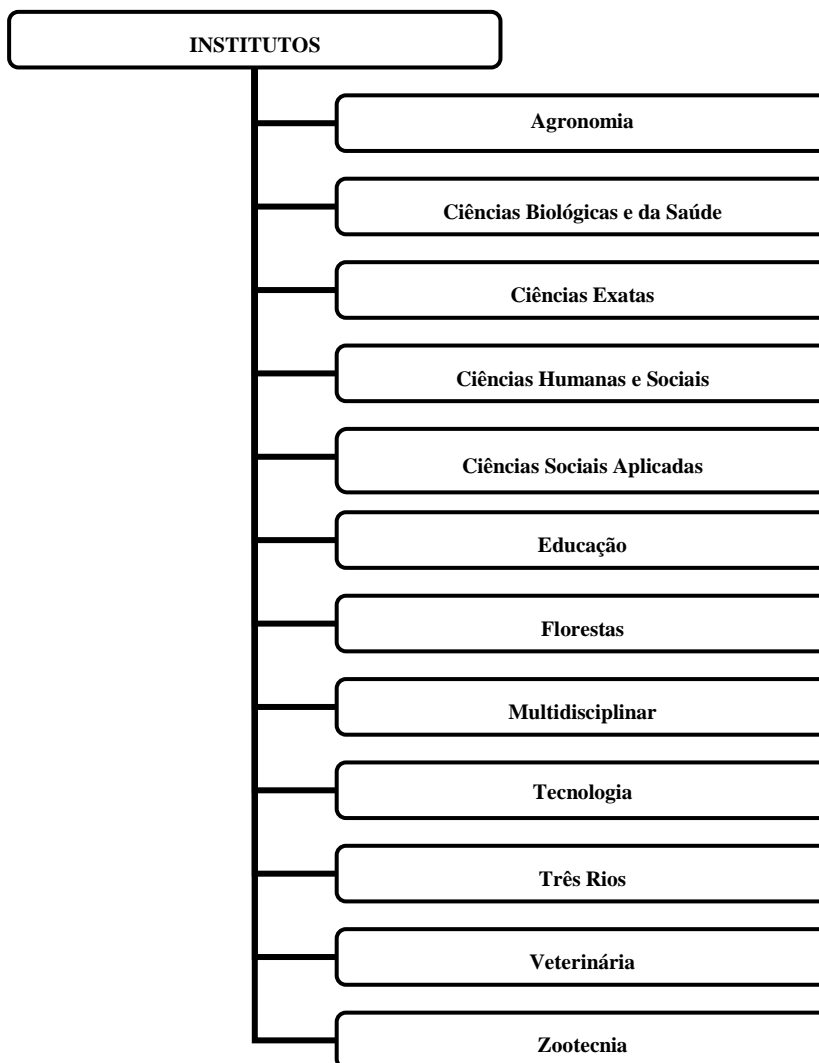 INSTITUTOS
Agronomia
Ciências Biológicas e da Saúde
Ciências Exatas
Ciências Humanas e Sociais
Ciências Sociais Aplicadas
Educação
Florestas
Multidisciplinar
Tecnologia
Três Rios
Veterinária
Zootecnia